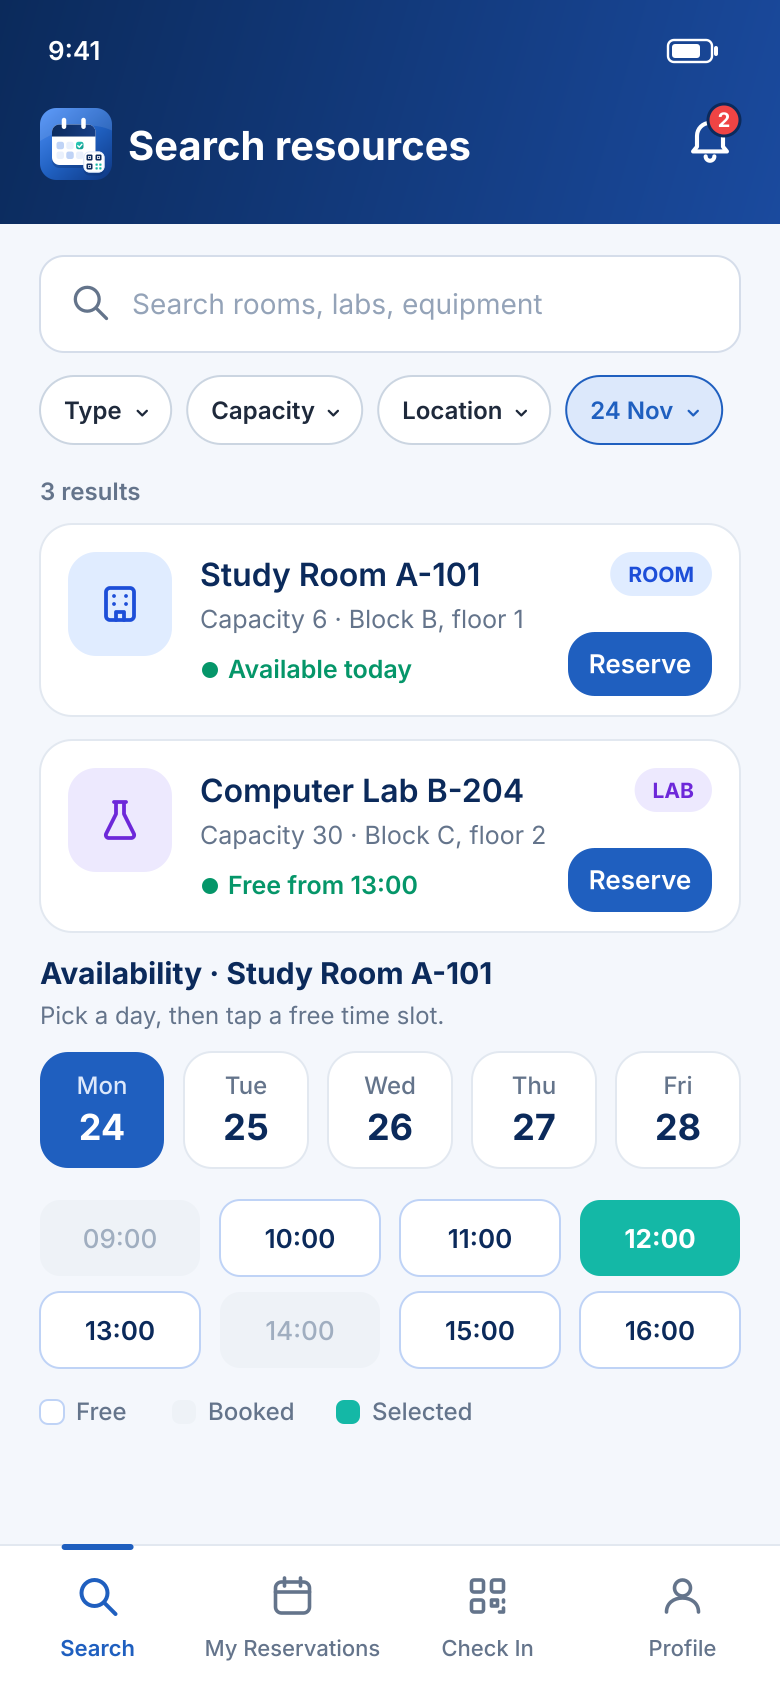 9:41
Search resources
2
Search rooms, labs, equipment
Type
Capacity
Location
24 Nov
3 results
Study Room A-101
ROOM
Capacity 6 · Block B, floor 1
Available today
Reserve
Computer Lab B-204
LAB
Capacity 30 · Block C, floor 2
Free from 13:00
Reserve
Availability · Study Room A-101
Pick a day, then tap a free time slot.
Mon Tue Wed Thu Fri
24 25 26 27 28
09:00 10:00 11:00 12:00
13:00 14:00 15:00 16:00
Free Booked Selected
Search My Reservations Check In Profile